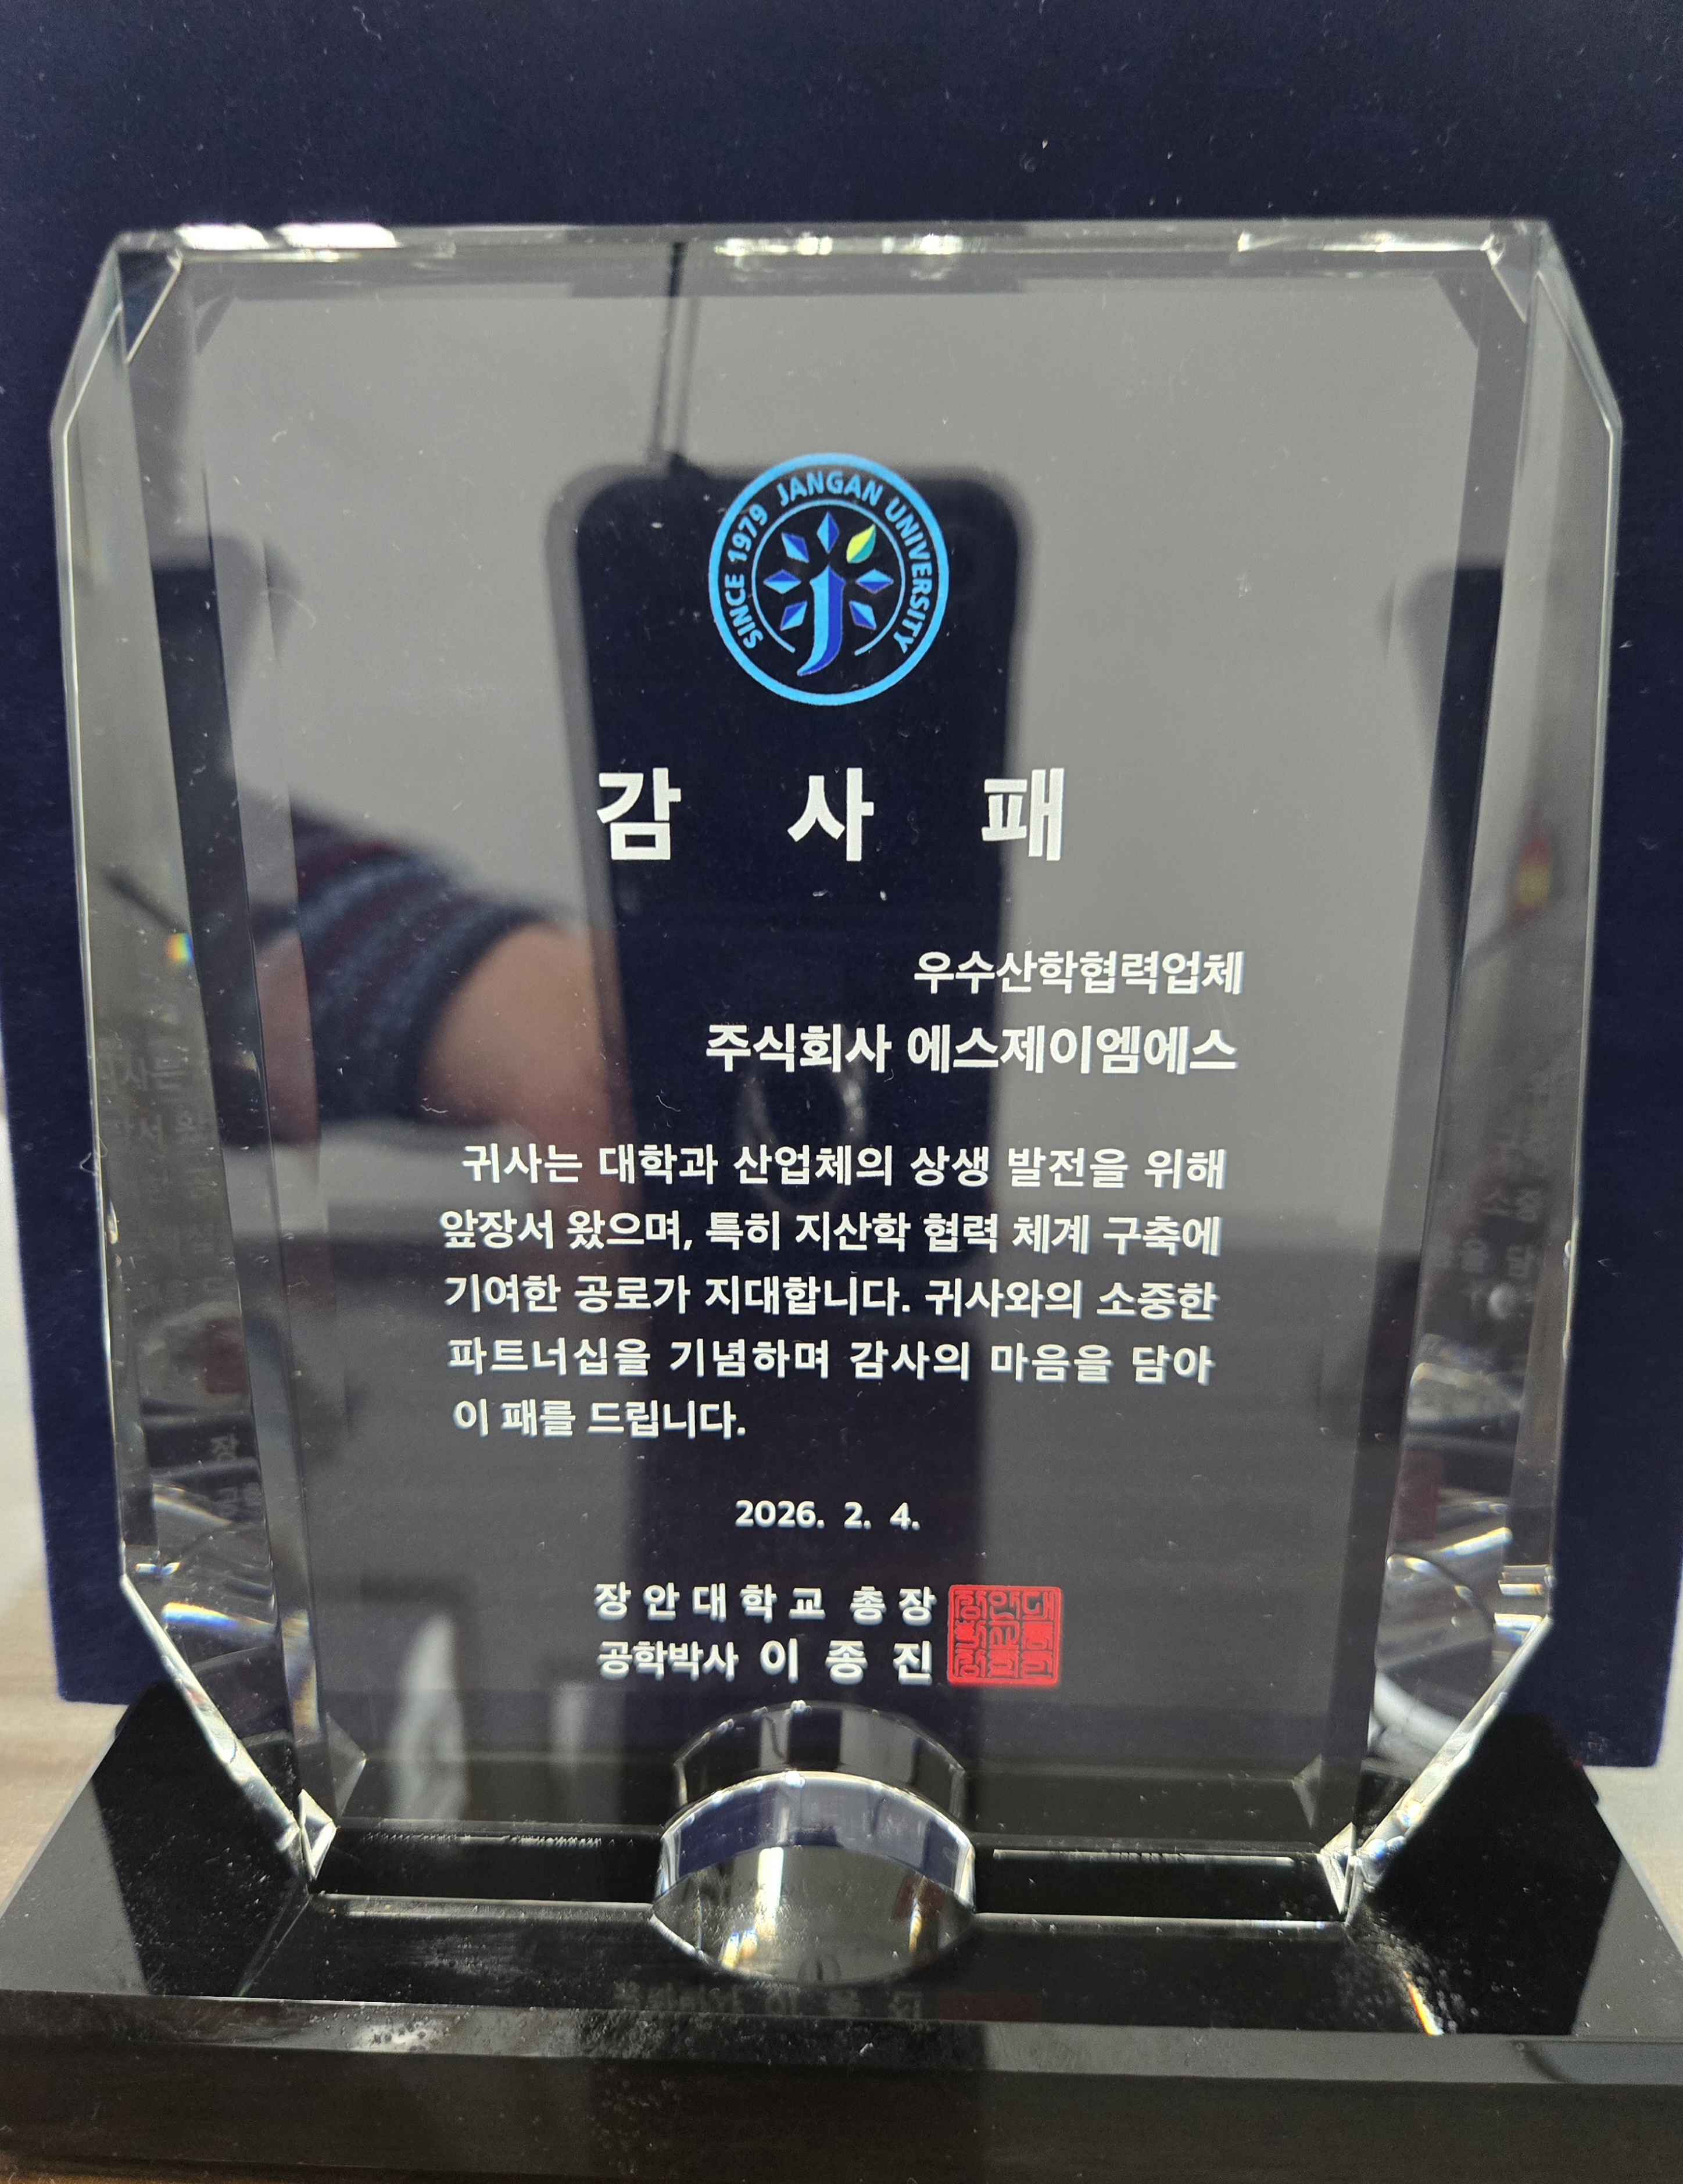 SINCE 1979 JANGAN UNIVERSITY
감 사 패
우수산학협력업체
주식회사 에스제이엠에스
귀사는 대학과 산업체의 상생 발전을 위해
앞장서 왔으며, 특히 지산학 협력 체계 구축에
기여한 공로가 지대합니다. 귀사와의 소중한
파트너십을 기념하며 감사의 마음을 담아
이 패를 드립니다.
2026. 2. 4.
장안대학교 총장
공학박사 이 종 진